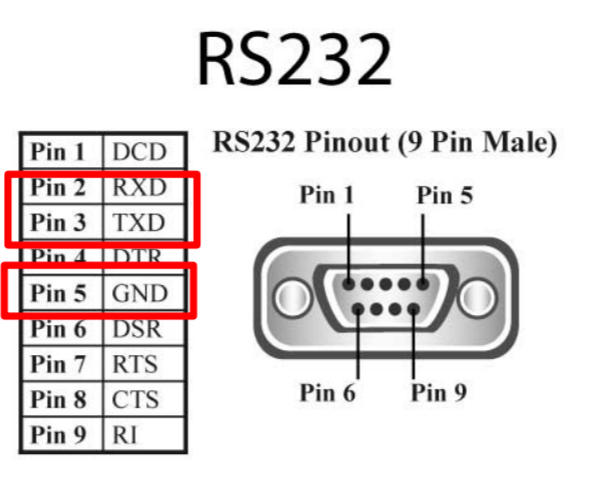 RS232
RS232 Pinout (9 Pin Male)
Pin 1 DCD
Pin 2 RXD
Pin 3 TXD
Pin 4 DTR
Pin 5 GND
Pin 6 DSR
Pin 7 RTS
Pin 8 CTS
Pin 9 RI
Pin 1 Pin 5
Pin 6 Pin 9